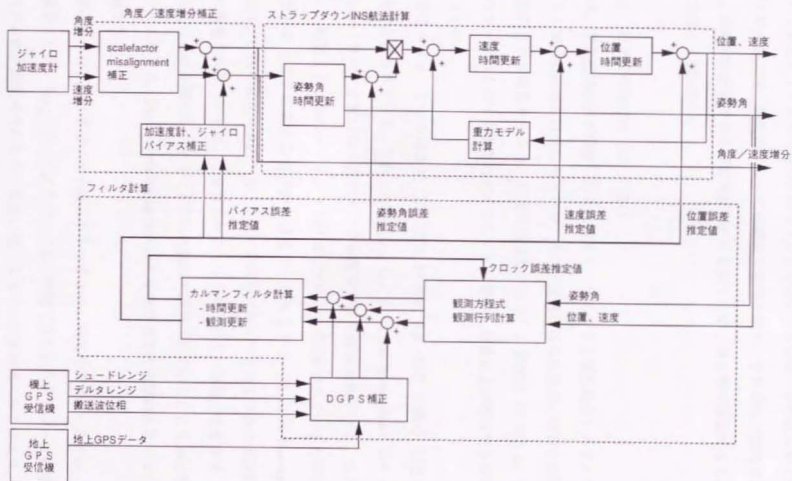 角度／速度増分補正
ストラップダウンINS航法計算
角度
増分
ジャイロ
加速度計
速度
増分
scalefactor
misalignment
補正
加速度計、ジャイロ
バイアス補正
姿勢角
時間更新
速度
時間更新
位置
時間更新
重力モデル
計算
位置、速度
姿勢角
角度／速度増分
フィルタ計算
バイアス誤差
推定値
姿勢角誤差
推定値
速度誤差
推定値
位置誤差
推定値
クロック誤差推定値
カルマンフィルタ計算
- 時間更新
- 観測更新
観測方程式
観測行列計算
姿勢角
位置、速度
機上
GPS
受信機
シュードレンジ
デルタレンジ
搬送波位相
DGPS補正
地上
GPS
受信機
地上GPSデータ